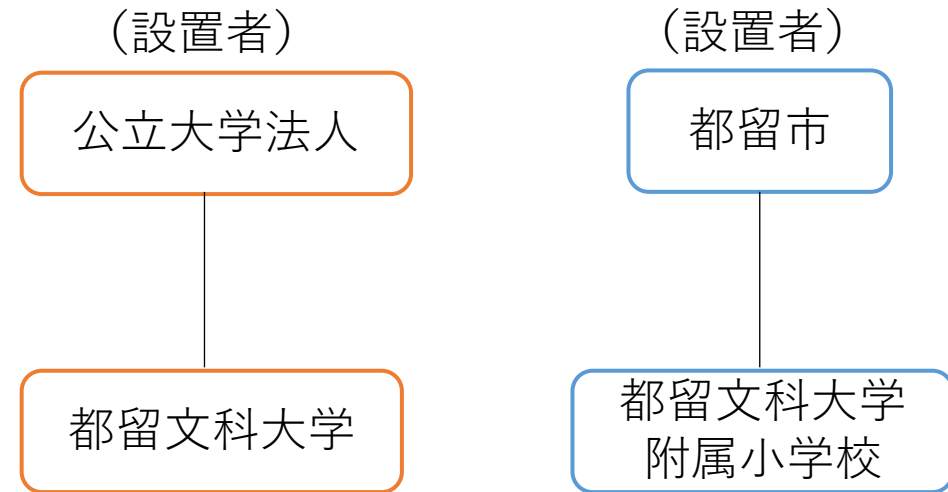 （設置者）
公立大学法人
都留文科大学
（設置者）
都留市
都留文科大学
附属小学校